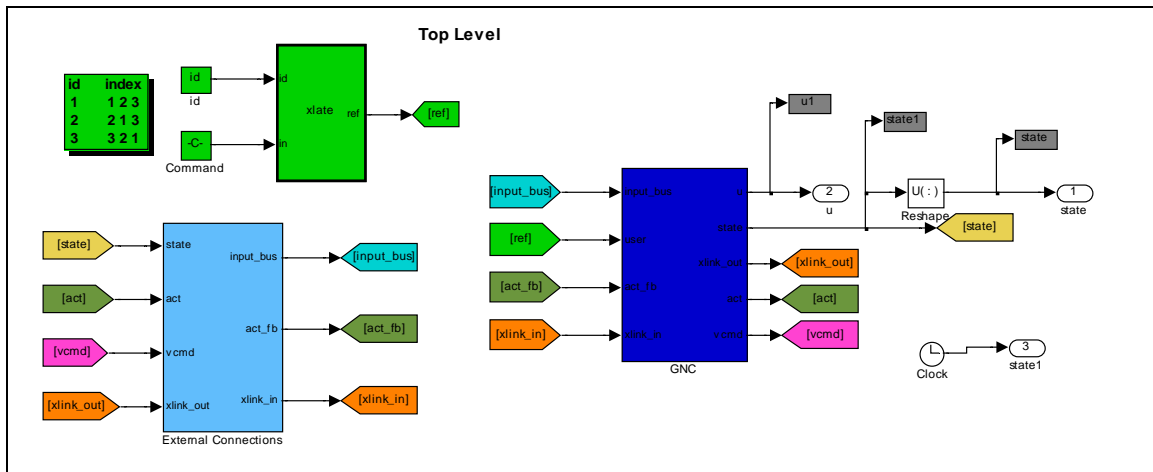 Top Level
id index
1 1 2 3
2 2 1 3
3 3 2 1
id
id
-C-
Command
id
in
xlate
ref
[ref]
u1
state1
state
[input_bus]
[ref]
[act_fb]
[xlink_in]
input_bus
user
act_fb
xlink_in
u
state
xlink_out
act
vcmd
GNC
2
u
U( : )
Reshape
1
state
[state]
[xlink_out]
[act]
[vcmd]
[state]
[act]
[vcmd]
[xlink_out]
state
act
vcmd
xlink_out
input_bus
act_fb
xlink_in
External Connections
[input_bus]
[act_fb]
[xlink_in]
Clock
3
state1